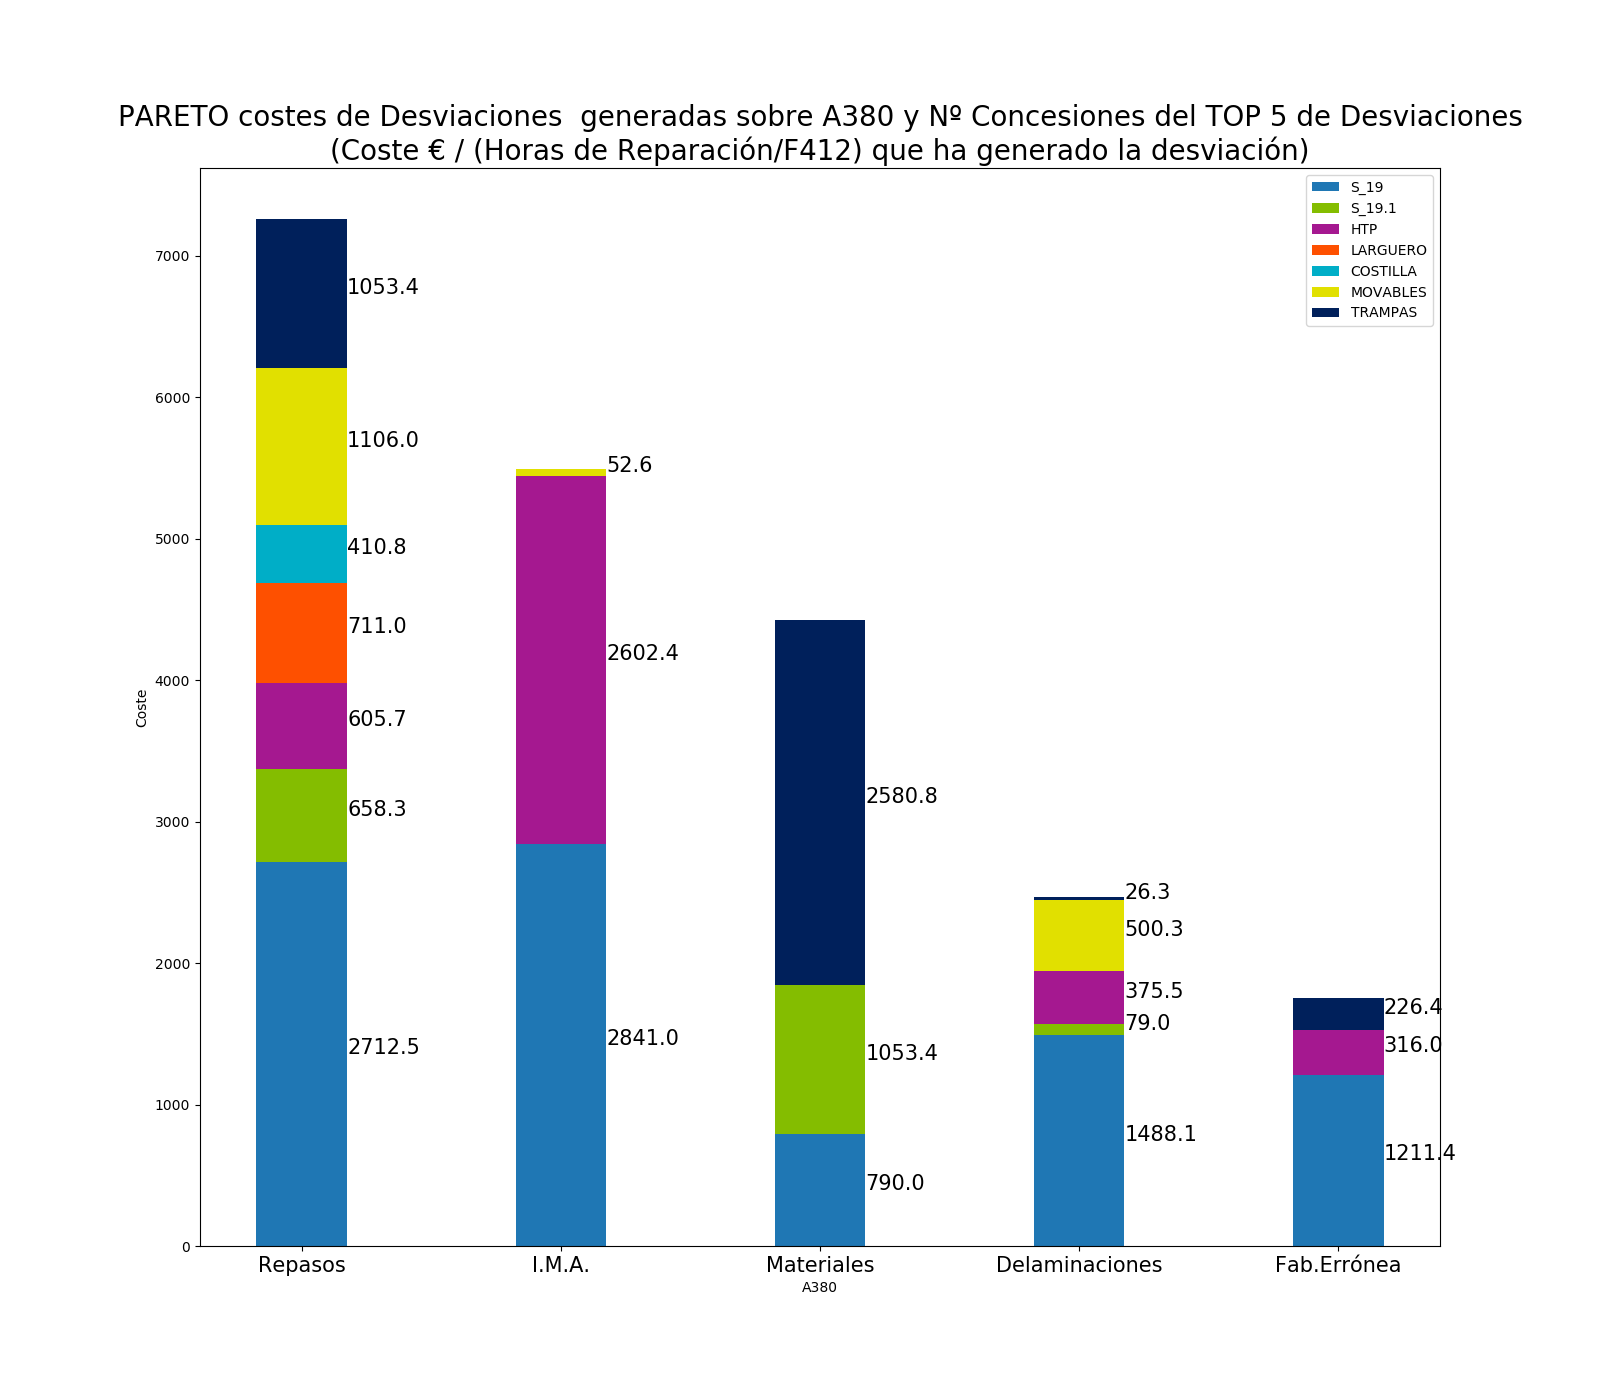 PARETO costes de Desviaciones  generadas sobre A380 y Nº Concesiones del TOP 5 de Desviaciones
(Coste € / (Horas de Reparación/F412) que ha generado la desviación)
S_19
S_19.1
HTP
LARGUERO
COSTILLA
MOVABLES
TRAMPAS
Coste
7000
6000
5000
4000
3000
2000
1000
0
1053.4
1106.0
410.8
711.0
605.7
658.3
2712.5
52.6
2602.4
2841.0
2580.8
1053.4
790.0
26.3
500.3
375.5
79.0
1488.1
226.4
316.0
1211.4
Repasos
I.M.A.
Materiales
Delaminaciones
Fab.Errónea
A380